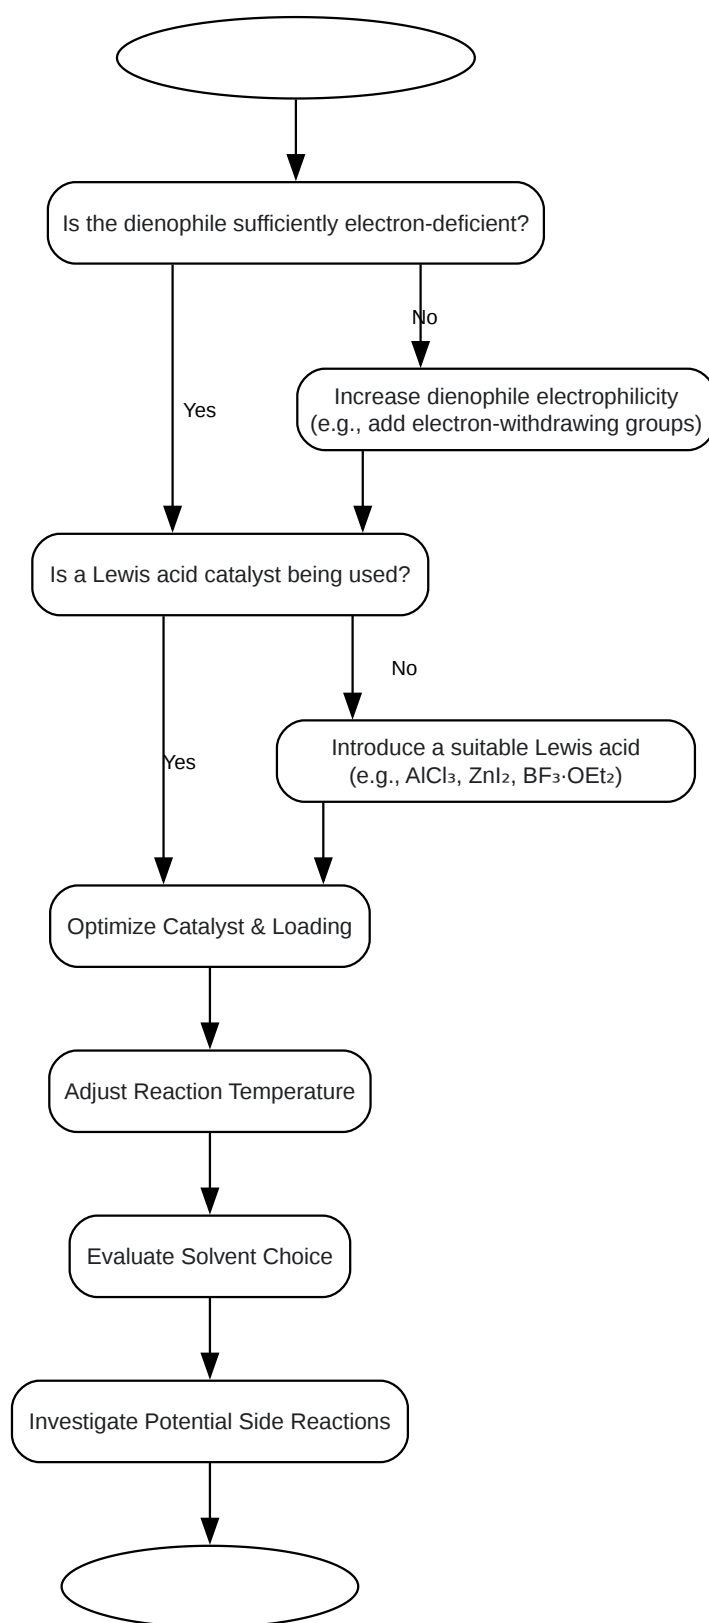 Is the dienophile sufficiently electron-deficient?
No
Increase dienophile electrophilicity
(e.g., add electron-withdrawing groups)
Yes
Is a Lewis acid catalyst being used?
No
Introduce a suitable Lewis acid
(e.g., AlCl₃, ZnI₂, BF₃·OEt₂)
Yes
Optimize Catalyst & Loading
Adjust Reaction Temperature
Evaluate Solvent Choice
Investigate Potential Side Reactions